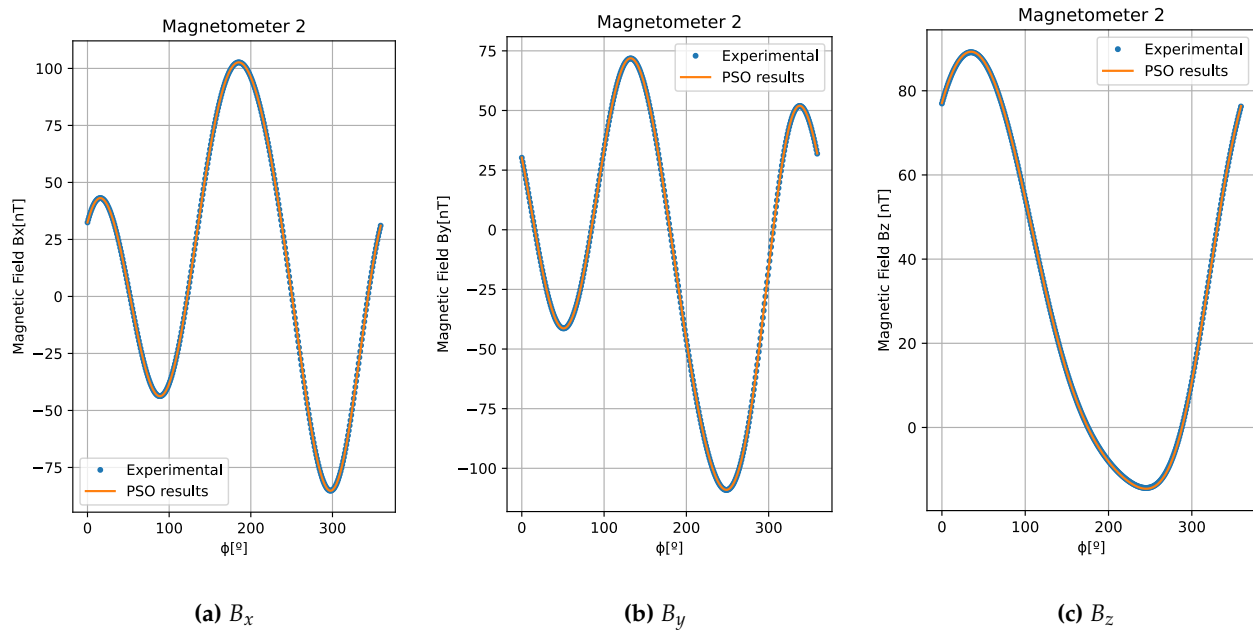 Magnetometer 2
100
75
50
25
0
−25
−50
−75
Magnetic Field Bx[nT]
Experimental
PSO results
0
100
200
300
ϕ[º]
(a) Bx
Magnetometer 2
75
50
25
0
−25
−50
−75
−100
Magnetic Field By[nT]
Experimental
PSO results
0
100
200
300
ϕ[º]
(b) By
Magnetometer 2
80
60
40
20
0
Magnetic Field Bz [nT]
Experimental
PSO results
0
100
200
300
ϕ[º]
(c) Bz